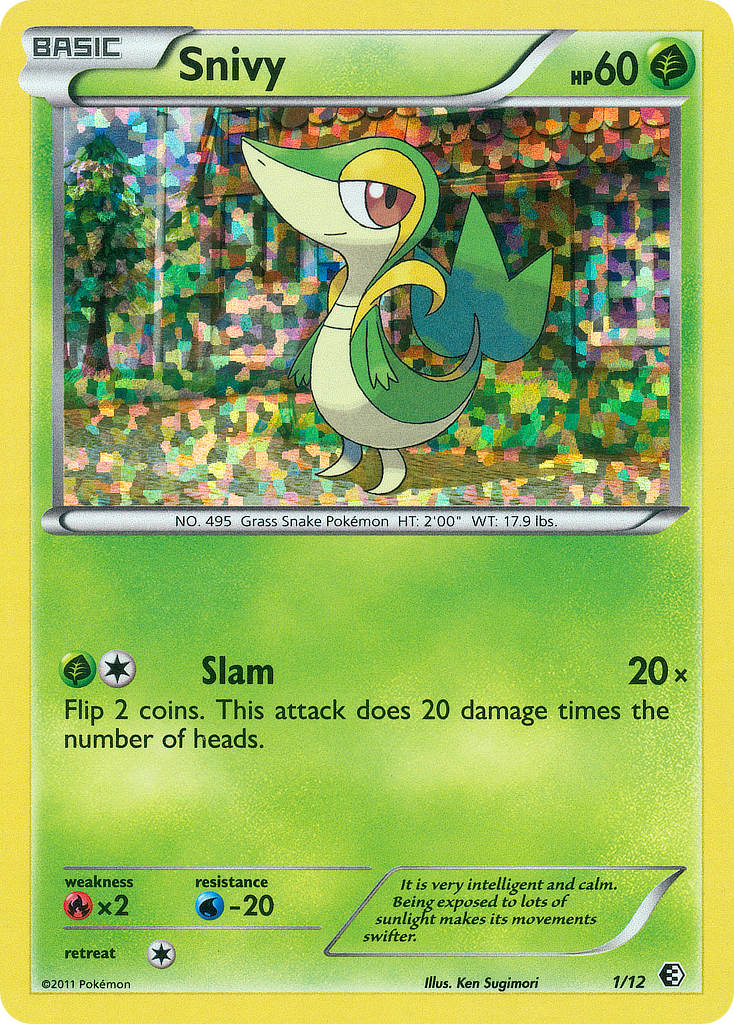 BASIC
Snivy
HP60
NO. 495 Grass Snake Pokémon HT: 2'00" WT: 17.9 lbs.
Slam 20×
Flip 2 coins. This attack does 20 damage times the
number of heads.
weakness
×2
resistance
-20
It is very intelligent and calm.
Being exposed to lots of
sunlight makes its movements
swifter.
retreat
©2011 Pokémon
Illus. Ken Sugimori
1/12